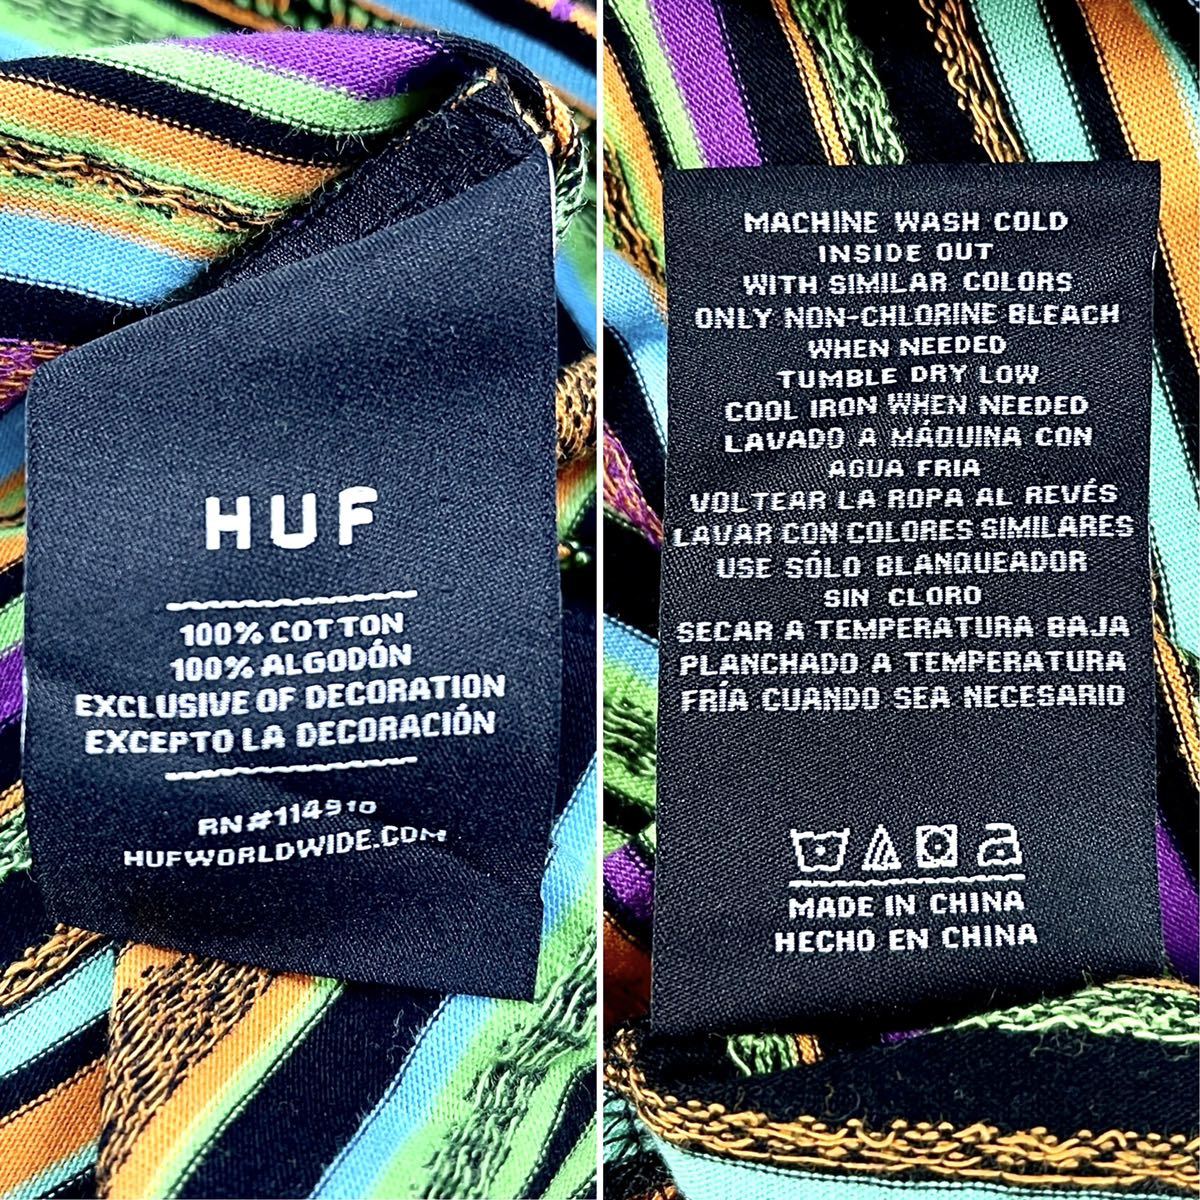 HUF
100% COTTON
100% ALGODÓN
EXCLUSIVE OF DECORATION
EXCEPTO LA DECORACIÓN
RN#114910
HUFWORLDWIDE.COM
MACHINE WASH COLD
INSIDE OUT
WITH SIMILAR COLORS
ONLY NON-CHLORINE BLEACH
WHEN NEEDED
TUMBLE DRY LOW
COOL IRON WHEN NEEDED
LAVADO A MÁQUINA CON
AGUA FRIA
VOLTEAR LA ROPA AL REVÉS
LAVAR CON COLORES SIMILARES
USE SÓLO BLANQUEADOR
SIN CLORO
SECAR A TEMPERATURA BAJA
PLANCHADO A TEMPERATURA
FRÍA CUANDO SEA NECESARIO
MADE IN CHINA
HECHO EN CHINA